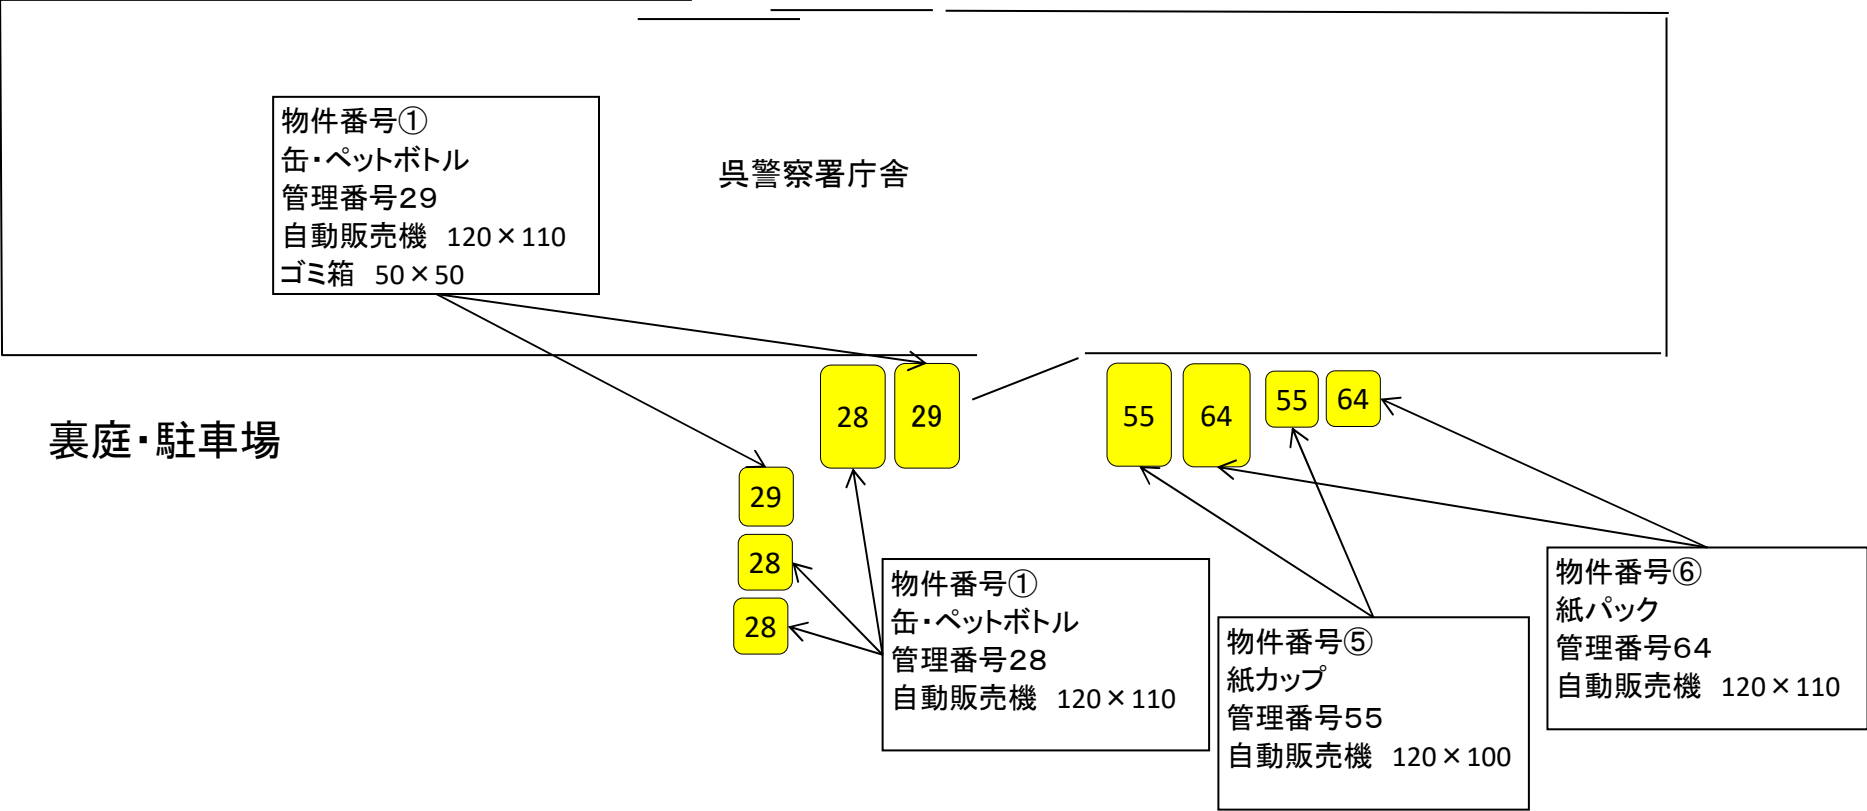 物件番号①
缶・ペットボトル
管理番号29
自動販売機　120×110
ゴミ箱　50×50
呉警察署庁舎
裏庭・駐車場
28
29
55
64
55
64
29
28
28
物件番号①
缶・ペットボトル
管理番号28
自動販売機　120×110
物件番号⑤
紙カップ
管理番号55
自動販売機　120×100
物件番号⑥
紙パック
管理番号64
自動販売機　120×110